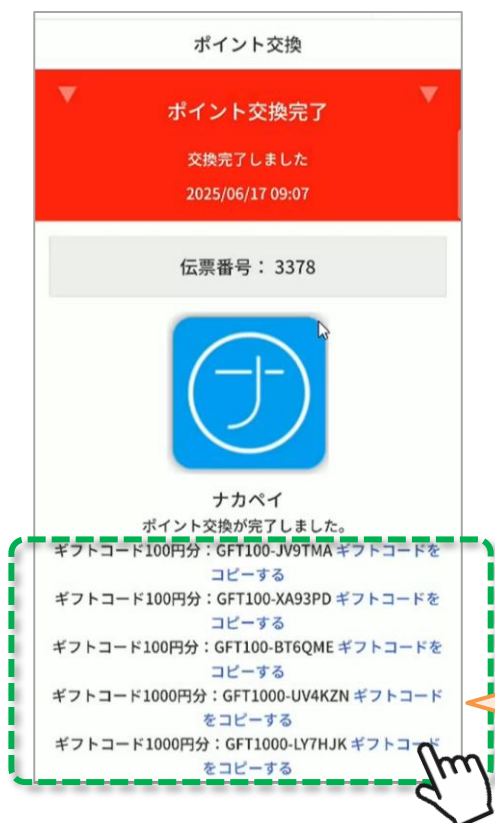 ポイント交換
ポイント交換完了
交換完了しました
2025/06/17 09:07
伝票番号： 3378
ナ
ナカペイ
ポイント交換が完了しました。
ギフトコード100円分：GFT100-JV9TMA ギフトコードを
コピーする
ギフトコード100円分：GFT100-XA93PD ギフトコードを
コピーする
ギフトコード100円分：GFT100-BT6QME ギフトコードを
コピーする
ギフトコード1000円分：GFT1000-UV4KZN ギフトコード
をコピーする
ギフトコード1000円分：GFT1000-LY7HJK ギフトコード
をコピーする